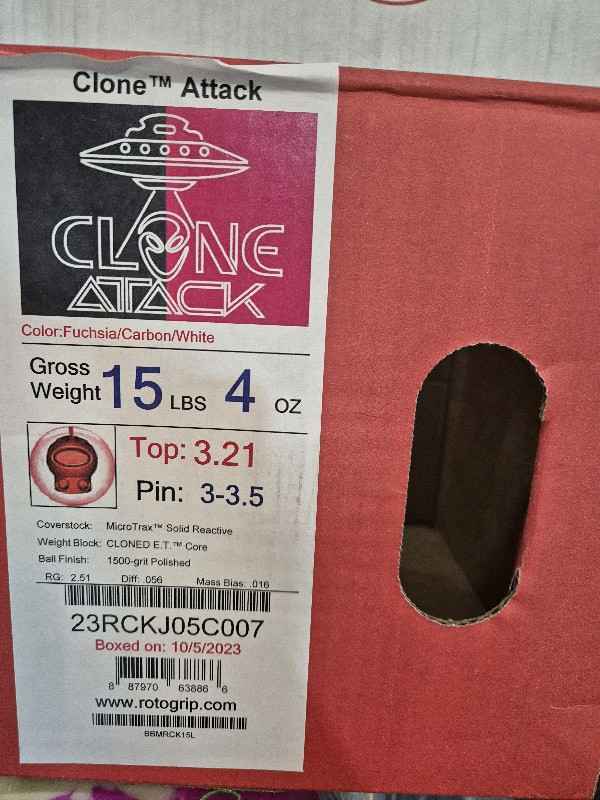 Clone™ Attack
CLONE
ATTACK
Color:Fuchsia/Carbon/White
Gross Weight 15 LBS 4 OZ
Top: 3.21
Pin: 3-3.5
Coverstock: MicroTrax™ Solid Reactive
Weight Block: CLONED E.T.™ Core
Ball Finish: 1500-grit Polished
RG: 2.51 Diff: .056 Mass Bias: .016
23RCKJ05C007
Boxed on: 10/5/2023
8 87970 63886 6
www.rotogrip.com
BBMRCK15L